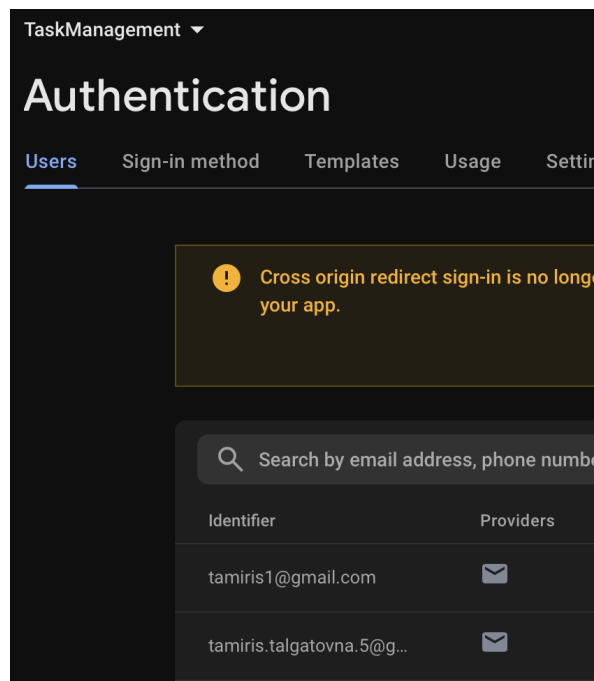 TaskManagement
Authentication
Users Sign-in method Templates Usage
Cross origin redirect sign-in is no
your app.
Search by email address, phone
Identifier Providers
tamiris1@gmail.com
tamiris.talgatovna.5@g...